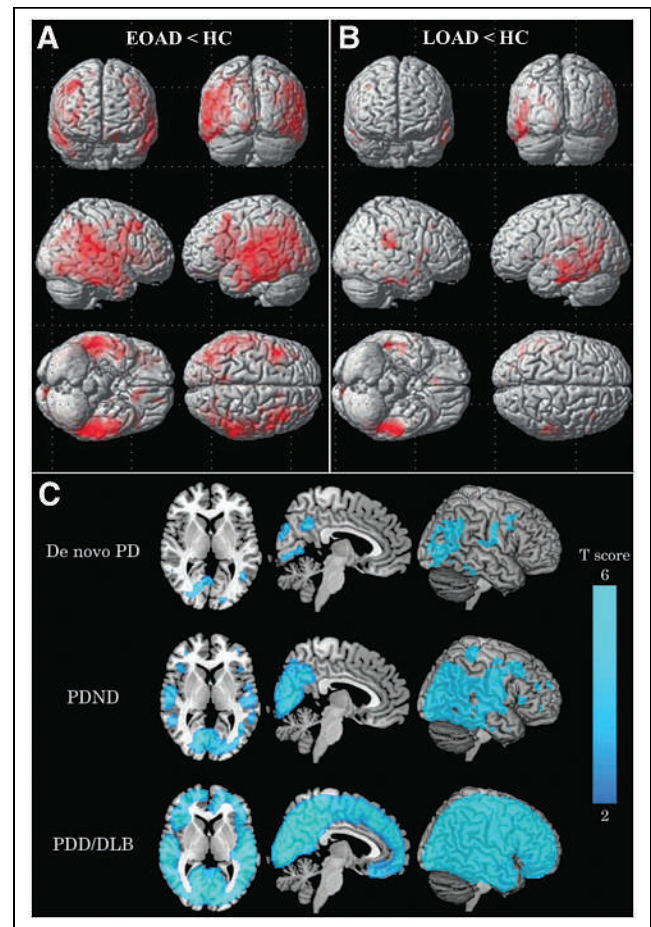 A EOAD < HC
B LOAD < HC
C
De novo PD
T score
6
PDND
2
PDD/DLB